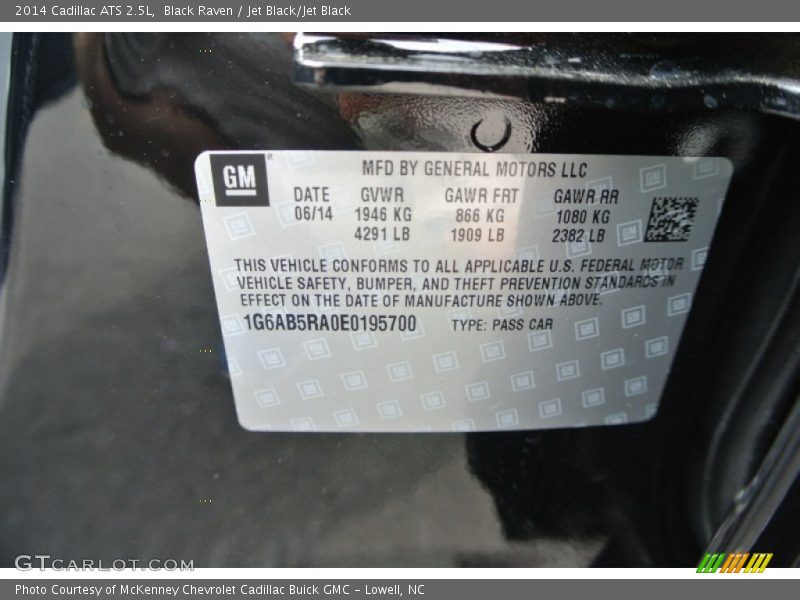 2014 Cadillac ATS 2.5L, Black Raven / Jet Black/Jet Black
GM
MFD BY GENERAL MOTORS LLC
DATE GVWR GAWR FRT GAWR RR
06/14 1946 KG 866 KG 1080 KG
4291 LB 1909 LB 2382 LB
THIS VEHICLE CONFORMS TO ALL APPLICABLE U.S. FEDERAL MOTOR
VEHICLE SAFETY, BUMPER, AND THEFT PREVENTION STANDARDS IN
EFFECT ON THE DATE OF MANUFACTURE SHOWN ABOVE.
1G6AB5RA0E0195700 TYPE: PASS CAR
GTCARLOT.COM
Photo Courtesy of McKenney Chevrolet Cadillac Buick GMC - Lowell, NC